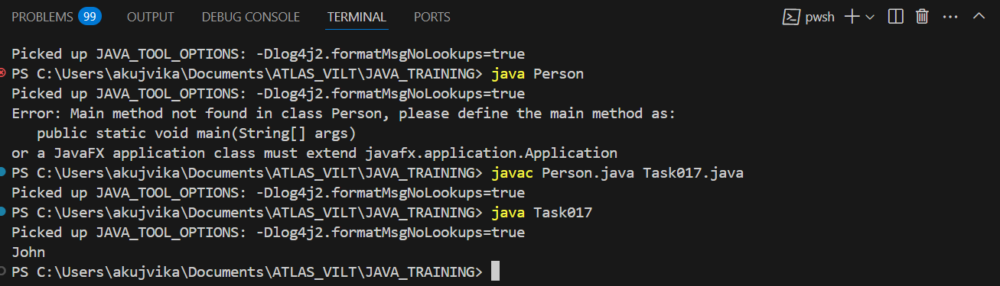 PROBLEMS 99 OUTPUT DEBUG CONSOLE TERMINAL PORTS pwsh
Picked up JAVA_TOOL_OPTIONS: -Dlog4j2.formatMsgNoLookups=true
PS C:\Users\akujvika\Documents\ATLAS_VILT\JAVA_TRAINING> java Person
Picked up JAVA_TOOL_OPTIONS: -Dlog4j2.formatMsgNoLookups=true
Error: Main method not found in class Person, please define the main method as:
   public static void main(String[] args)
or a JavaFX application class must extend javafx.application.Application
PS C:\Users\akujvika\Documents\ATLAS_VILT\JAVA_TRAINING> javac Person.java Task017.java
Picked up JAVA_TOOL_OPTIONS: -Dlog4j2.formatMsgNoLookups=true
PS C:\Users\akujvika\Documents\ATLAS_VILT\JAVA_TRAINING> java Task017
Picked up JAVA_TOOL_OPTIONS: -Dlog4j2.formatMsgNoLookups=true
John
PS C:\Users\akujvika\Documents\ATLAS_VILT\JAVA_TRAINING>